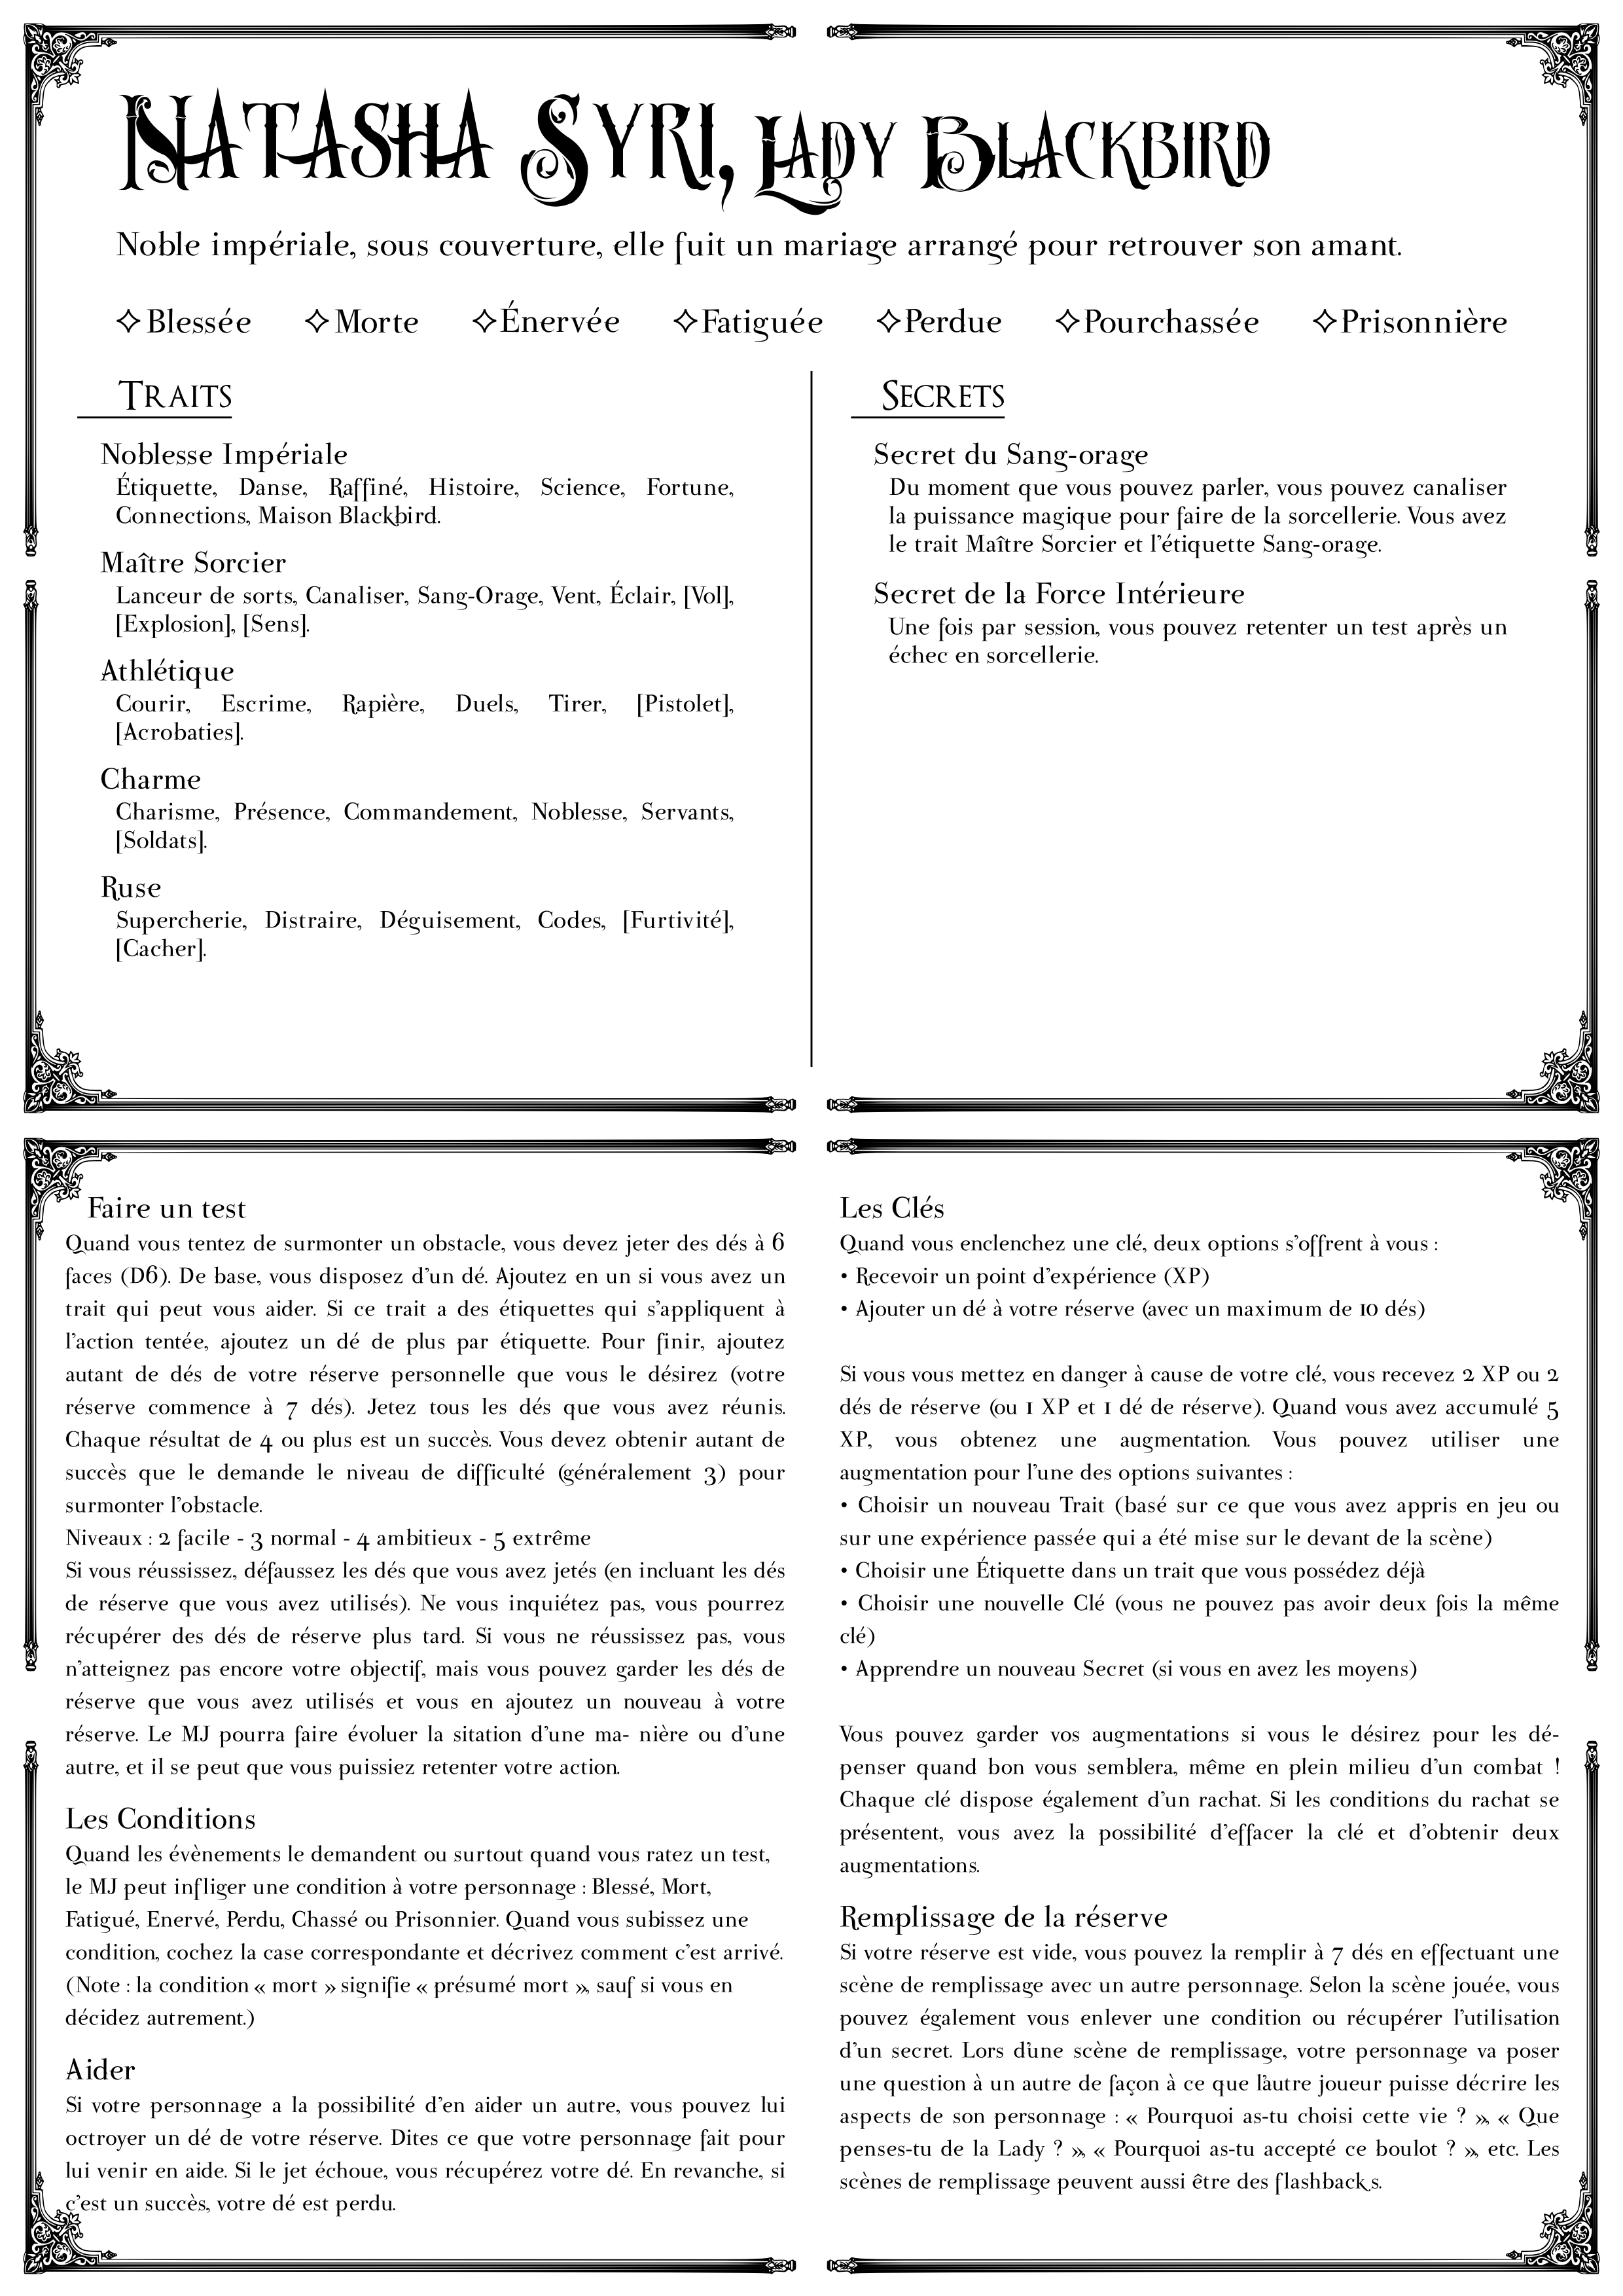 Natasha Syri, Lady Blackbird
Noble impériale, sous couverture, elle fuit un mariage arrangé pour retrouver son amant.
✧Blessée ✧Morte ✧Énervée ✧Fatiguée ✧Perdue ✧Pourchassée ✧Prisonnière
Traits
Noblesse Impériale
Étiquette, Danse, Raffiné, Histoire, Science, Fortune,
Connections, Maison Blackbird.
Maître Sorcier
Lanceur de sorts, Canaliser, Sang-Orage, Vent, Éclair, [Vol],
[Explosion], [Sens].
Athlétique
Courir, Escrime, Rapière, Duels, Tirer, [Pistolet],
[Acrobaties].
Charme
Charisme, Présence, Commandement, Noblesse, Servants,
[Soldats].
Ruse
Supercherie, Distraire, Déguisement, Codes, [Furtivité],
[Cacher].
Secrets
Secret du Sang-orage
Du moment que vous pouvez parler, vous pouvez canaliser
la puissance magique pour faire de la sorcellerie. Vous avez
le trait Maître Sorcier et l'étiquette Sang-orage.
Secret de la Force Intérieure
Une fois par session, vous pouvez retenter un test après un
échec en sorcellerie.
Faire un test
Quand vous tentez de surmonter un obstacle, vous devez jeter des dés à 6
faces (D6). De base, vous disposez d'un dé. Ajoutez en un si vous avez un
trait qui peut vous aider. Si ce trait a des étiquettes qui s'appliquent à
l'action tentée, ajoutez un dé de plus par étiquette. Pour finir, ajoutez
autant de dés de votre réserve personnelle que vous le désirez (votre
réserve commence à 7 dés). Jetez tous les dés que vous avez réunis.
Chaque résultat de 4 ou plus est un succès. Vous devez obtenir autant de
succès que le demande le niveau de difficulté (généralement 3) pour
surmonter l'obstacle.
Niveaux : 2 facile - 3 normal - 4 ambitieux - 5 extrême
Si vous réussissez, défaussez les dés que vous avez jetés (en incluant les dés
de réserve que vous avez utilisés). Ne vous inquiétez pas, vous pourrez
récupérer des dés de réserve plus tard. Si vous ne réussissez pas, vous
n'atteignez pas encore votre objectif, mais vous pouvez garder les dés de
réserve que vous avez utilisés et vous en ajoutez un nouveau à votre
réserve. Le MJ pourra faire évoluer la sitation d'une ma- nière ou d'une
autre, et il se peut que vous puissiez retenter votre action.
Les Conditions
Quand les évènements le demandent ou surtout quand vous ratez un test,
le MJ peut infliger une condition à votre personnage : Blessé, Mort,
Fatigué, Enervé, Perdu, Chassé ou Prisonnier. Quand vous subissez une
condition, cochez la case correspondante et décrivez comment c'est arrivé.
(Note : la condition « mort » signifie « présumé mort », sauf si vous en
décidez autrement.)
Aider
Si votre personnage a la possibilité d'en aider un autre, vous pouvez lui
octroyer un dé de votre réserve. Dites ce que votre personnage fait pour
lui venir en aide. Si le jet échoue, vous récupérez votre dé. En revanche, si
c'est un succès, votre dé est perdu.
Les Clés
Quand vous enclenchez une clé, deux options s'offrent à vous :
• Recevoir un point d'expérience (XP)
• Ajouter un dé à votre réserve (avec un maximum de 10 dés)
Si vous vous mettez en danger à cause de votre clé, vous recevez 2 XP ou 2
dés de réserve (ou 1 XP et 1 dé de réserve). Quand vous avez accumulé 5
XP, vous obtenez une augmentation. Vous pouvez utiliser une
augmentation pour l'une des options suivantes :
• Choisir un nouveau Trait (basé sur ce que vous avez appris en jeu ou
sur une expérience passée qui a été mise sur le devant de la scène)
• Choisir une Étiquette dans un trait que vous possédez déjà
• Choisir une nouvelle Clé (vous ne pouvez pas avoir deux fois la même
clé)
• Apprendre un nouveau Secret (si vous en avez les moyens)
Vous pouvez garder vos augmentations si vous le désirez pour les dé-
penser quand bon vous semblera, même en plein milieu d'un combat !
Chaque clé dispose également d'un rachat. Si les conditions du rachat se
présentent, vous avez la possibilité d'effacer la clé et d'obtenir deux
augmentations.
Remplissage de la réserve
Si votre réserve est vide, vous pouvez la remplir à 7 dés en effectuant une
scène de remplissage avec un autre personnage. Selon la scène jouée, vous
pouvez également vous enlever une condition ou récupérer l'utilisation
d'un secret. Lors d'une scène de remplissage, votre personnage va poser
une question à un autre de façon à ce que l'autre joueur puisse décrire les
aspects de son personnage : « Pourquoi as-tu choisi cette vie ? », « Que
penses-tu de la Lady ? », « Pourquoi as-tu accepté ce boulot ? », etc. Les
scènes de remplissage peuvent aussi être des flashbacks.